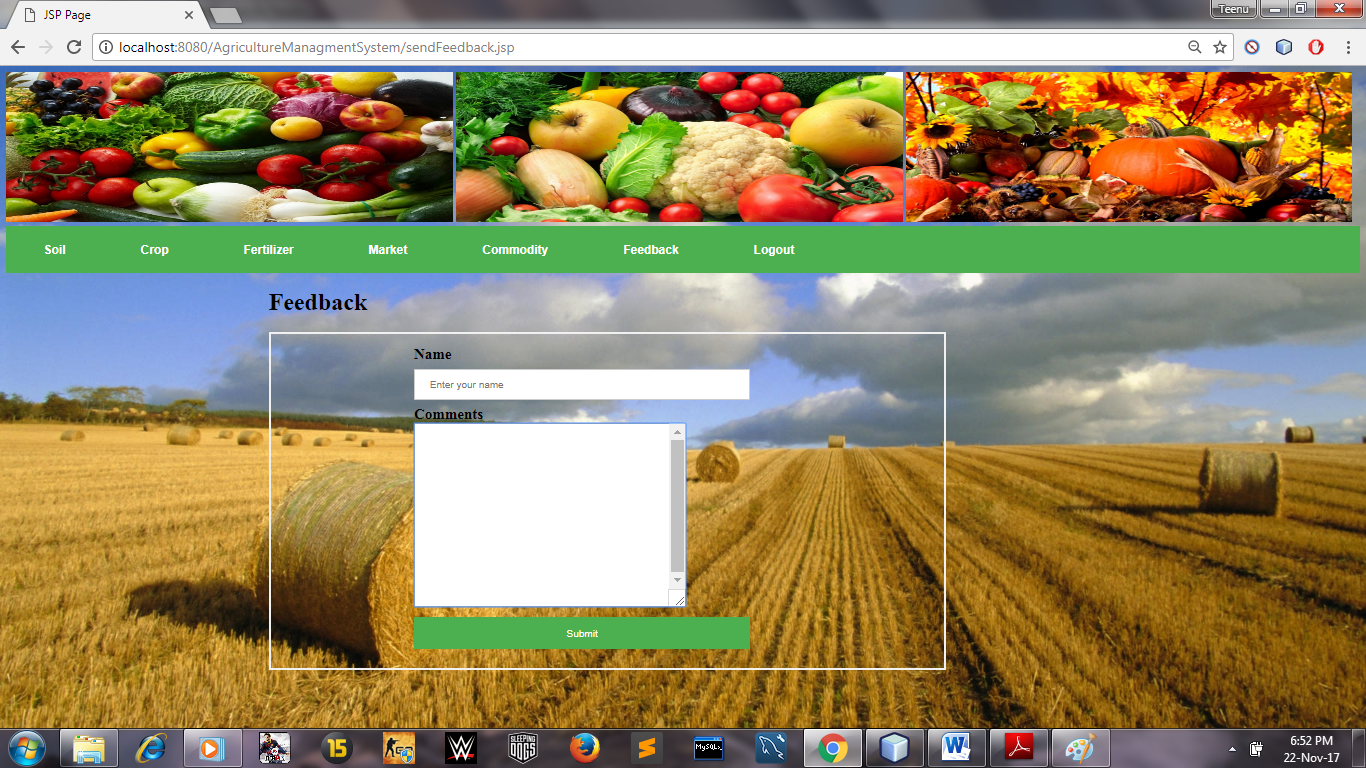 JSP Page
Teenu
localhost:8080/AgricultureManagmentSystem/sendFeedback.jsp
Soil Crop Fertilizer Market Commodity Feedback Logout
Feedback
Name
Enter your name
Comments
Submit
15
GO
W
SLEEPING DOGS
MySQL
W
6:52 PM
22-Nov-17